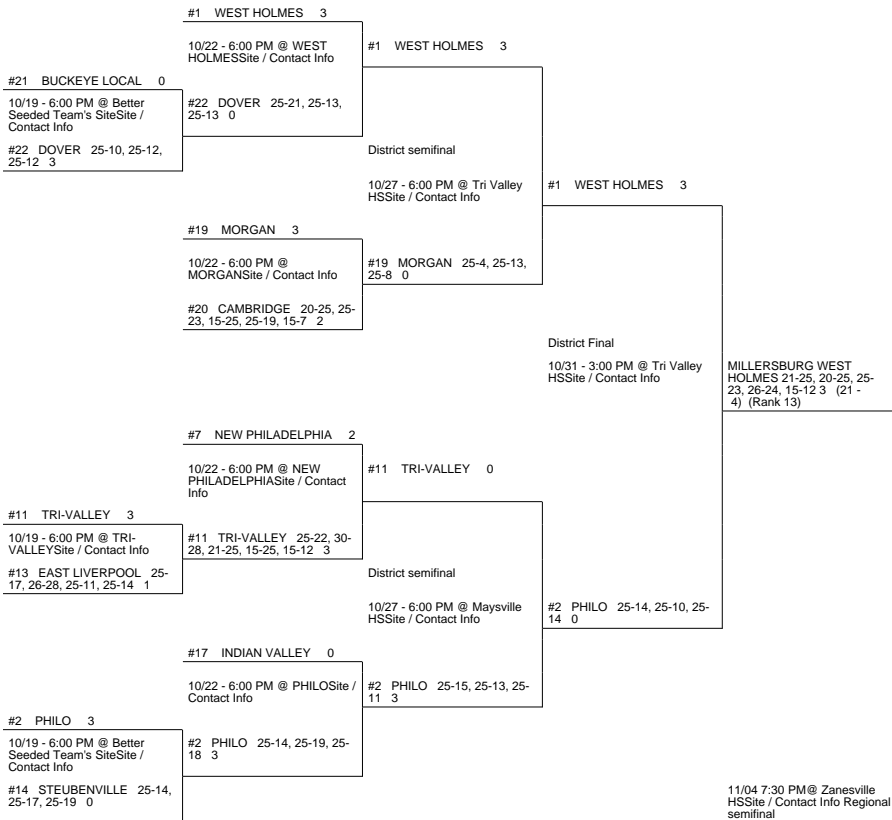 #1 WEST HOLMES 3
10/22 - 6:00 PM @ WEST
HOLMESSite / Contact Info
#1 WEST HOLMES 3
#21 BUCKEYE LOCAL 0
10/19 - 6:00 PM @ Better
Seeded Team's SiteSite /
Contact Info
#22 DOVER 25-21, 25-13,
25-13 0
#22 DOVER 25-10, 25-12,
25-12 3
District semifinal
10/27 - 6:00 PM @ Tri Valley
HSSite / Contact Info
#1 WEST HOLMES 3
#19 MORGAN 3
10/22 - 6:00 PM @
MORGANSite / Contact Info
#19 MORGAN 25-4, 25-13,
25-8 0
#20 CAMBRIDGE 20-25, 25-
23, 15-25, 25-19, 15-7 2
District Final
10/31 - 3:00 PM @ Tri Valley
HSSite / Contact Info
MILLERSBURG WEST
HOLMES 21-25, 20-25, 25-
23, 26-24, 15-12 3 (21 -
4) (Rank 13)
#7 NEW PHILADELPHIA 2
10/22 - 6:00 PM @ NEW
PHILADELPHIASite / Contact
Info
#11 TRI-VALLEY 0
#11 TRI-VALLEY 3
10/19 - 6:00 PM @ TRI-
VALLEYSite / Contact Info
#11 TRI-VALLEY 25-22, 30-
28, 21-25, 15-25, 15-12 3
#13 EAST LIVERPOOL 25-
17, 26-28, 25-11, 25-14 1
District semifinal
10/27 - 6:00 PM @ Maysville
HSSite / Contact Info
#2 PHILO 25-14, 25-10, 25-
14 0
#17 INDIAN VALLEY 0
10/22 - 6:00 PM @ PHILOSite /
Contact Info
#2 PHILO 25-15, 25-13, 25-
11 3
#2 PHILO 3
10/19 - 6:00 PM @ Better
Seeded Team's SiteSite /
Contact Info
#2 PHILO 25-14, 25-19, 25-
18 3
#14 STEUBENVILLE 25-14,
25-17, 25-19 0
11/04 7:30 PM@ Zanesville
HSSite / Contact Info Regional
semifinal